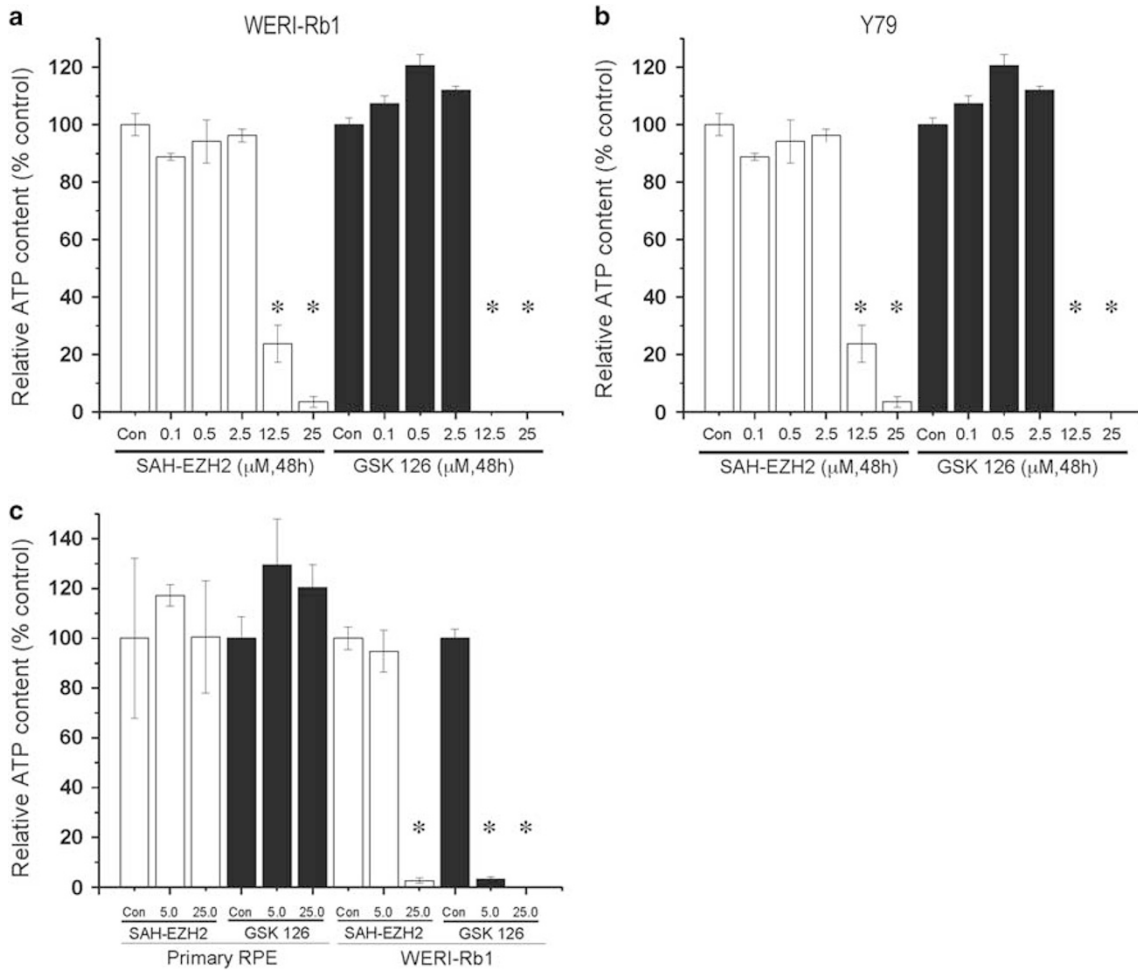 a
WERI-Rb1
Relative ATP content (% control)
120
100
80
60
40
20
0
* * * *
Con 0.1 0.5 2.5 12.5 25 Con 0.1 0.5 2.5 12.5 25
SAH-EZH2 (μM,48h) GSK 126 (μM,48h)
b
Y79
Relative ATP content (% control)
120
100
80
60
40
20
0
* * * *
Con 0.1 0.5 2.5 12.5 25 Con 0.1 0.5 2.5 12.5 25
SAH-EZH2 (μM,48h) GSK 126 (μM,48h)
c
Relative ATP content (% control)
140
120
100
80
60
40
20
0
* * *
Con 5.0 25.0 Con 5.0 25.0 Con 5.0 25.0 Con 5.0 25.0
SAH-EZH2 GSK 126 SAH-EZH2 GSK 126
Primary RPE WERI-Rb1